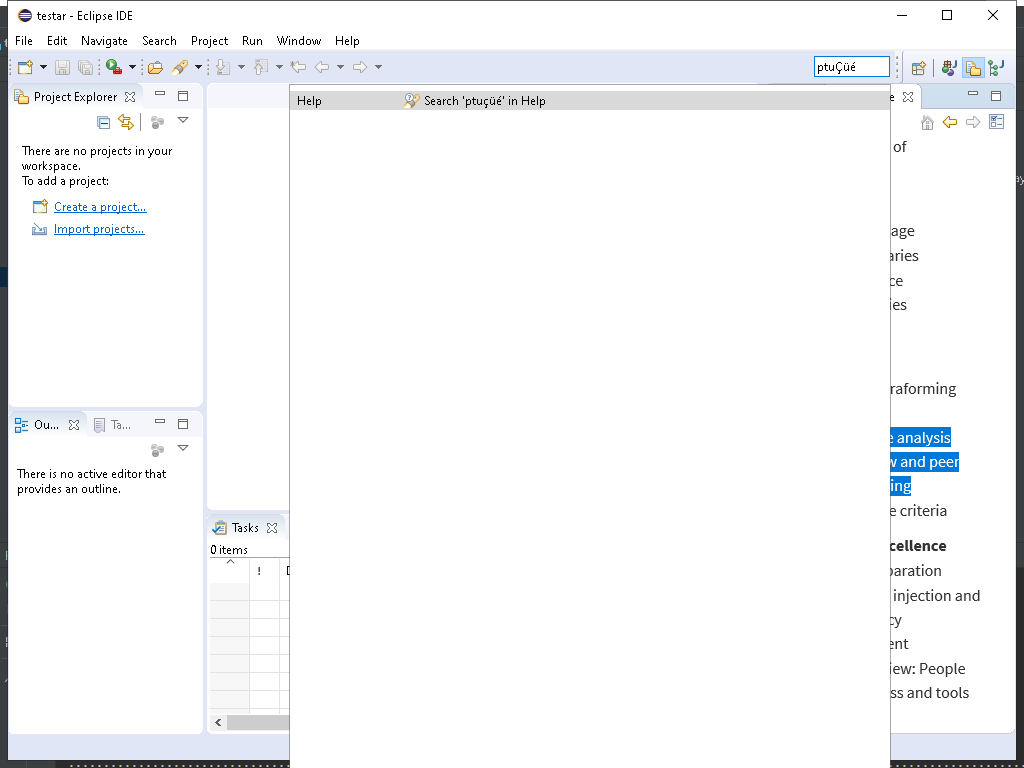 testar - Eclipse IDE
File Edit Navigate Search Project Run Window Help
ptuÇüé
Project Explorer
There are no projects in your
workspace.
To add a project:
Create a project...
Import projects...
Ou... Ta...
There is no active editor that
provides an outline.
Tasks
0 items
!
Help Search 'ptuçüé' in Help
of
age
aries
ce
ies
raforming
e analysis
w and peer
ing
e criteria
cellence
paration
injection and
cy
ent
iew: People
ss and tools